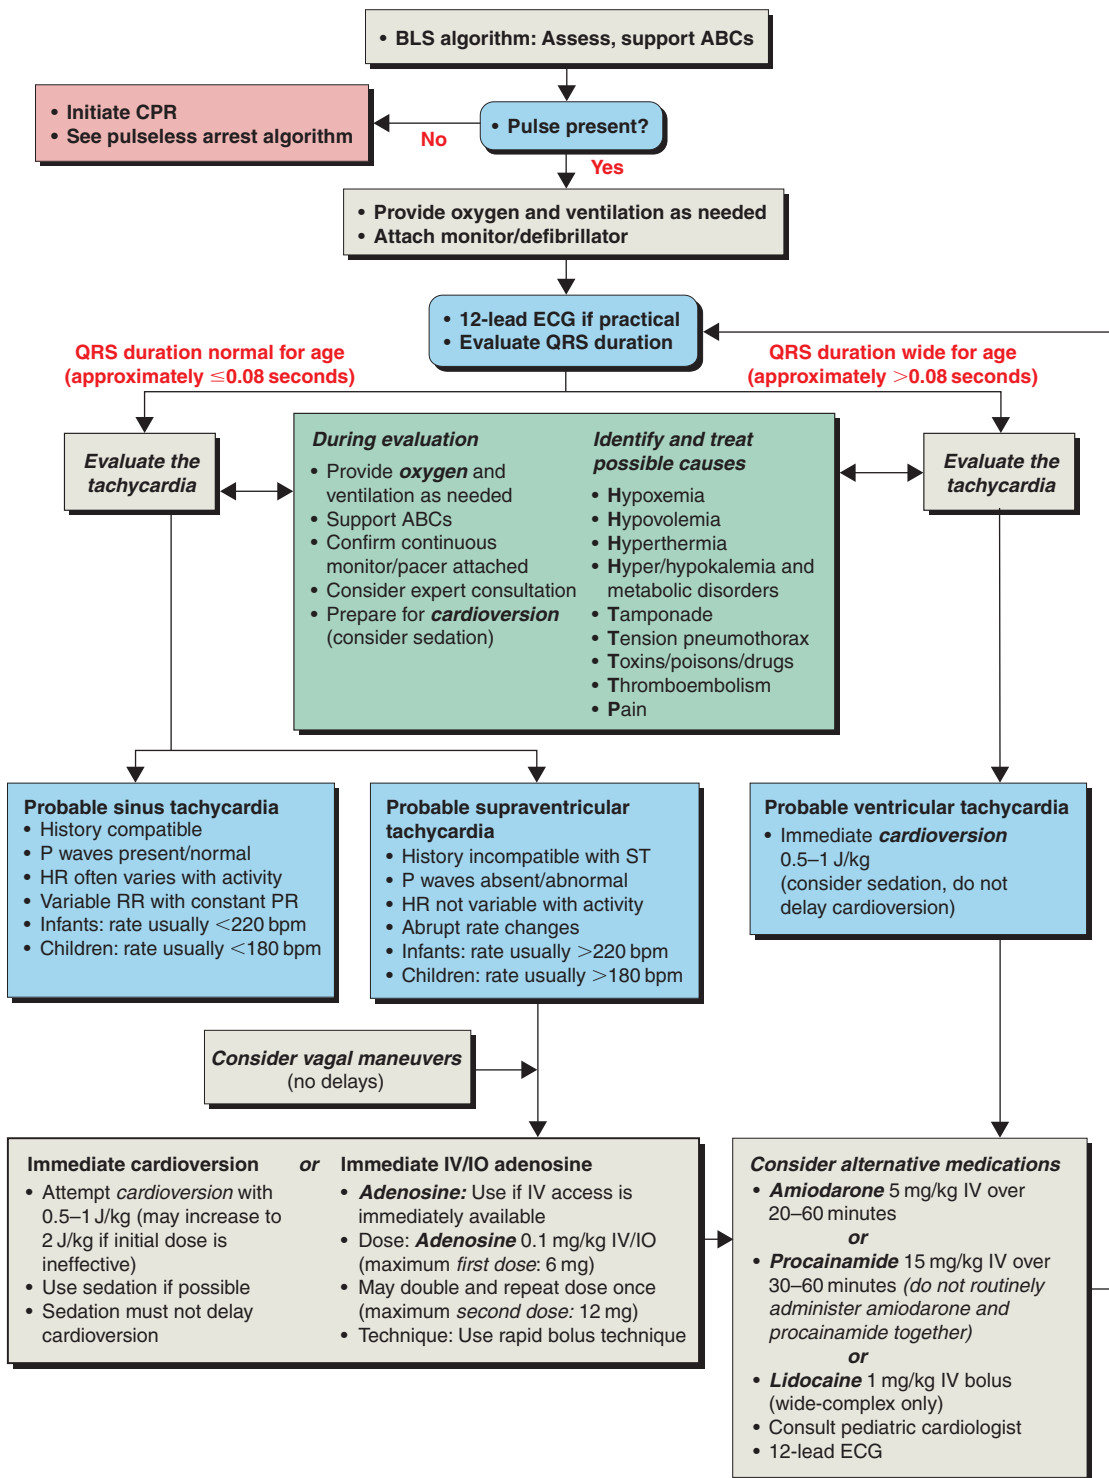 • BLS algorithm: Assess, support ABCs
• Initiate CPR
• See pulseless arrest algorithm
No
• Pulse present?
Yes
• Provide oxygen and ventilation as needed
• Attach monitor/defibrillator
• 12-lead ECG if practical
• Evaluate QRS duration
QRS duration normal for age
(approximately ≤0.08 seconds)
QRS duration wide for age
(approximately >0.08 seconds)
Evaluate the
tachycardia
During evaluation
• Provide oxygen and
ventilation as needed
• Support ABCs
• Confirm continuous
monitor/pacer attached
• Consider expert consultation
• Prepare for cardioversion
(consider sedation)
Identify and treat
possible causes
• Hypoxemia
• Hypovolemia
• Hyperthermia
• Hyper/hypokalemia and
metabolic disorders
• Tamponade
• Tension pneumothorax
• Toxins/poisons/drugs
• Thromboembolism
• Pain
Evaluate the
tachycardia
Probable sinus tachycardia
• History compatible
• P waves present/normal
• HR often varies with activity
• Variable RR with constant PR
• Infants: rate usually <220 bpm
• Children: rate usually <180 bpm
Probable supraventricular
tachycardia
• History incompatible with ST
• P waves absent/abnormal
• HR not variable with activity
• Abrupt rate changes
• Infants: rate usually >220 bpm
• Children: rate usually >180 bpm
Probable ventricular tachycardia
• Immediate cardioversion
0.5–1 J/kg
(consider sedation, do not
delay cardioversion)
Consider vagal maneuvers
(no delays)
Immediate cardioversion
• Attempt cardioversion with
0.5–1 J/kg (may increase to
2 J/kg if initial dose is
ineffective)
• Use sedation if possible
• Sedation must not delay
cardioversion
or
Immediate IV/IO adenosine
• Adenosine: Use if IV access is
immediately available
• Dose: Adenosine 0.1 mg/kg IV/IO
(maximum first dose: 6 mg)
• May double and repeat dose once
(maximum second dose: 12 mg)
• Technique: Use rapid bolus technique
Consider alternative medications
• Amiodarone 5 mg/kg IV over
20–60 minutes
or
• Procainamide 15 mg/kg IV over
30–60 minutes (do not routinely
administer amiodarone and
procainamide together)
or
• Lidocaine 1 mg/kg IV bolus
(wide-complex only)
• Consult pediatric cardiologist
• 12-lead ECG